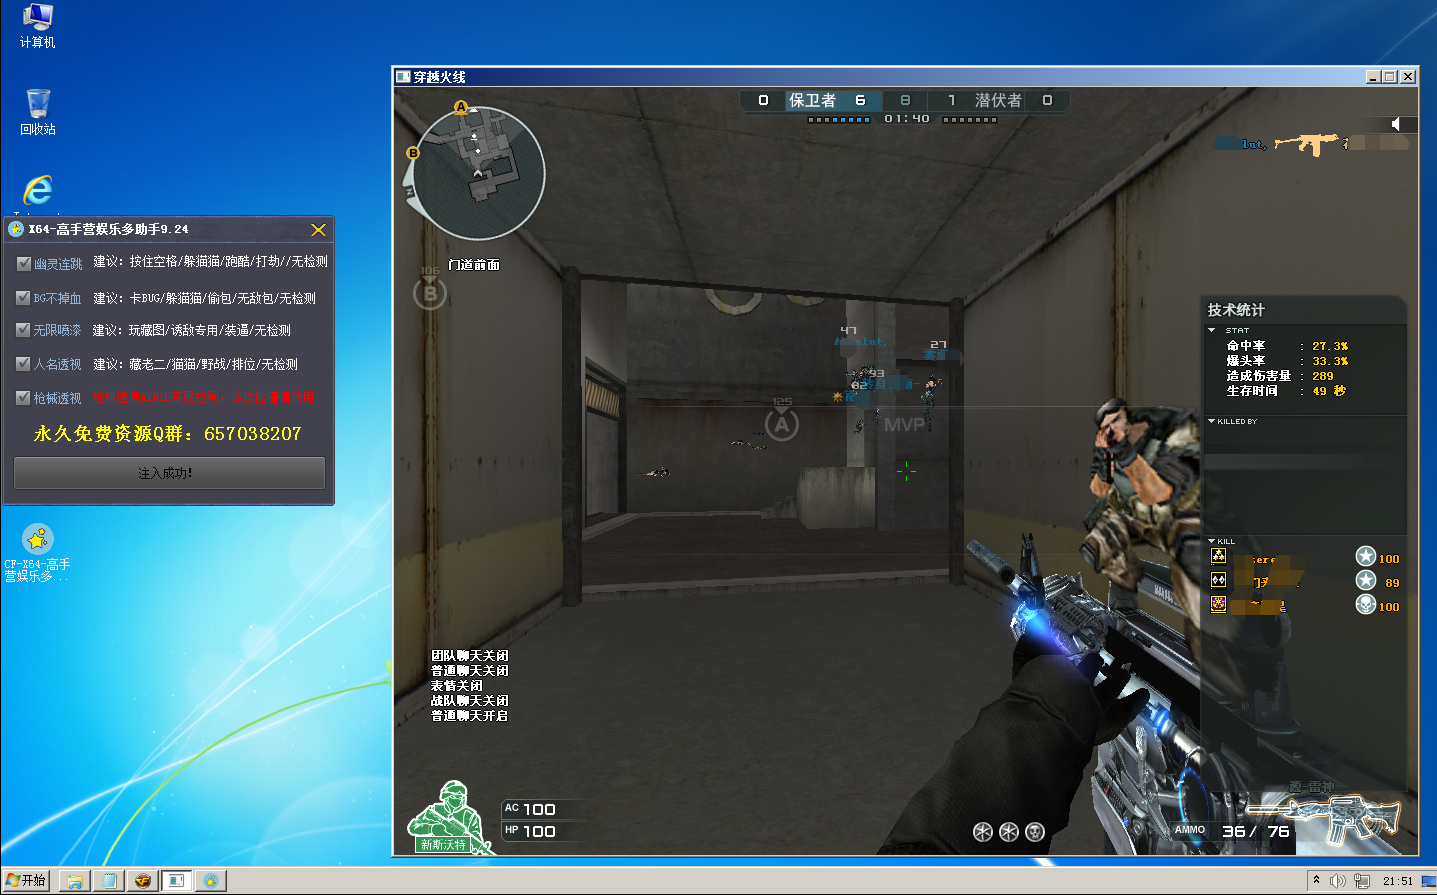 计算机
回收站
X64-高手营娱乐多助手9.24
幽灵连跳 建议：按住空格/躲猫猫/跑酷/打劫//无检测
BG不掉血 建议：卡BUG/躲猫猫/偷包/无敌包/无检测
无限喷漆 建议：玩藏图/诱敌专用/装逼/无检测
人名透视 建议：藏老二/猫猫/野战/排位/无检测
枪械透视
永久免费资源Q群：657038207
注入成功!
CF-X64-高手
营娱乐多...
穿越火线
0 保卫者 6 8 1 潜伏者 0
01:40
A
B
N
门道前面
106
B
47
27
93
82
125
A
MVP
技术统计
STAT
命中率 : 27.3%
爆头率 : 33.3%
造成伤害量 : 289
生存时间 : 49 秒
KILLED BY
KILL
100
89
100
团队聊天关闭
普通聊天关闭
表情关闭
战队聊天关闭
普通聊天开启
AC 100
HP 100
新斯沃特
AMMO 36/ 76
开始
21:51